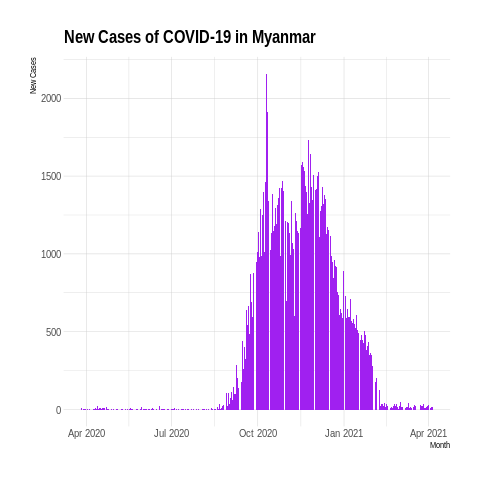 New Cases of COVID-19 in Myanmar
New Cases
2000
1500
1000
500
0
Apr 2020 Jul 2020 Oct 2020 Jan 2021 Apr 2021
Month